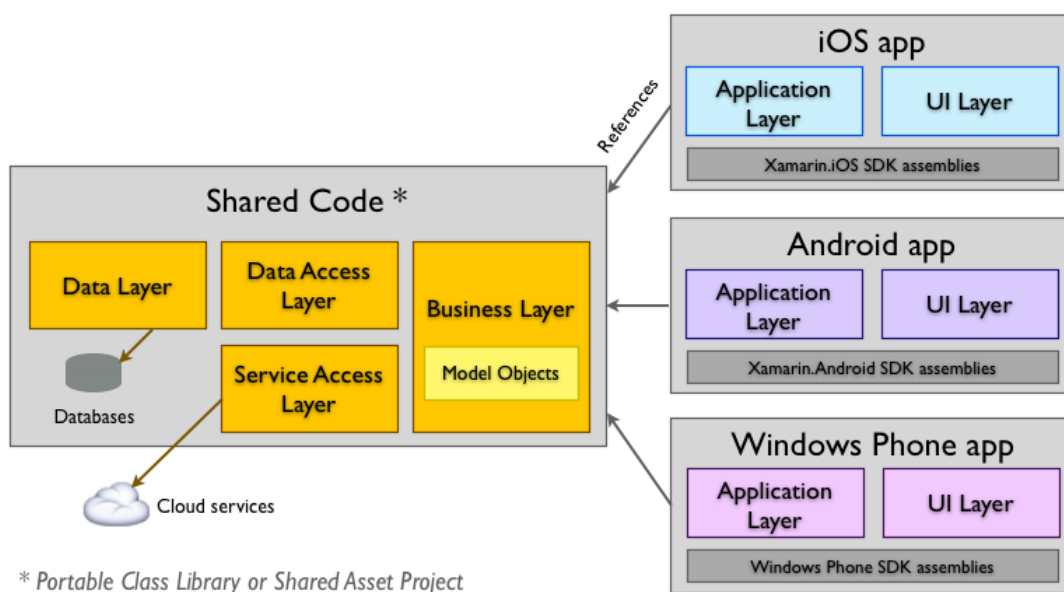 iOS app
Application
Layer
UI Layer
Xamarin.iOS SDK assemblies
References
Shared Code *
Data Layer
Data Access
Layer
Business Layer
Model Objects
Service Access
Layer
Databases
Cloud services
Android app
Application
Layer
UI Layer
Xamarin.Android SDK assemblies
Windows Phone app
Application
Layer
UI Layer
Windows Phone SDK assemblies
* Portable Class Library or Shared Asset Project